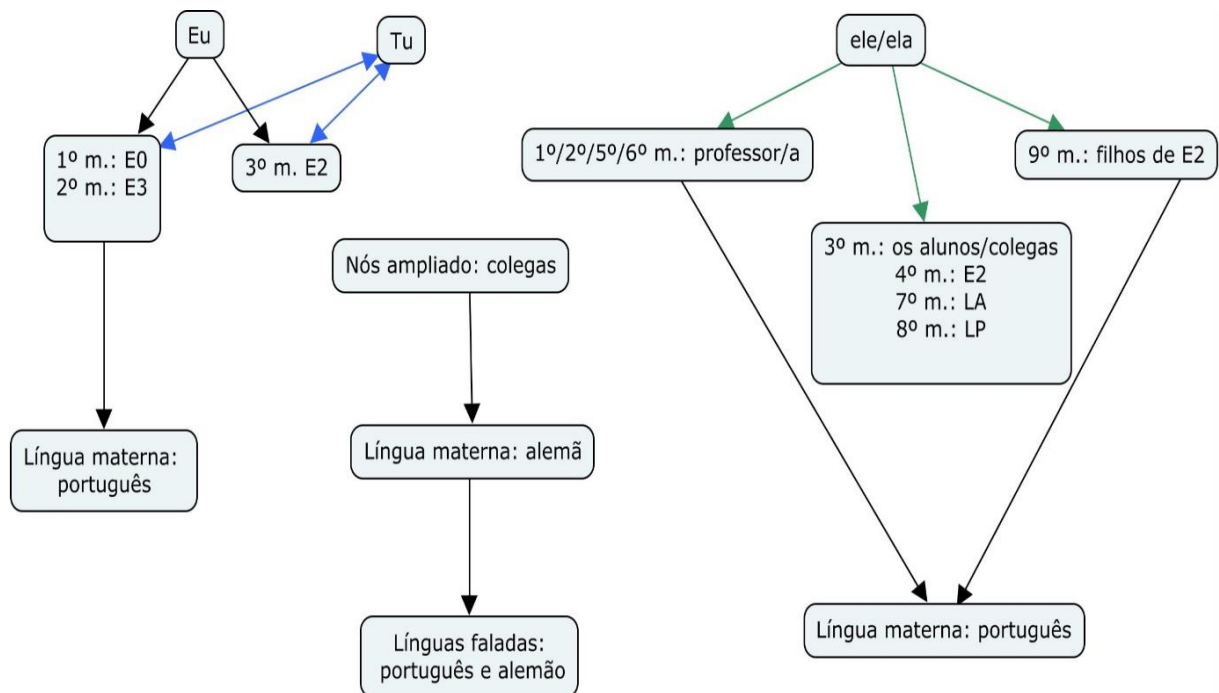 Eu
Tu
ele/ela
1º m.: E0
2º m.: E3
3º m. E2
1º/2º/5º/6º m.: professor/a
9º m.: filhos de E2
3º m.: os alunos/colegas
4º m.: E2
7º m.: LA
8º m.: LP
Nós ampliado: colegas
Língua materna:
português
Língua materna: alemã
Línguas faladas:
português e alemão
Língua materna: português